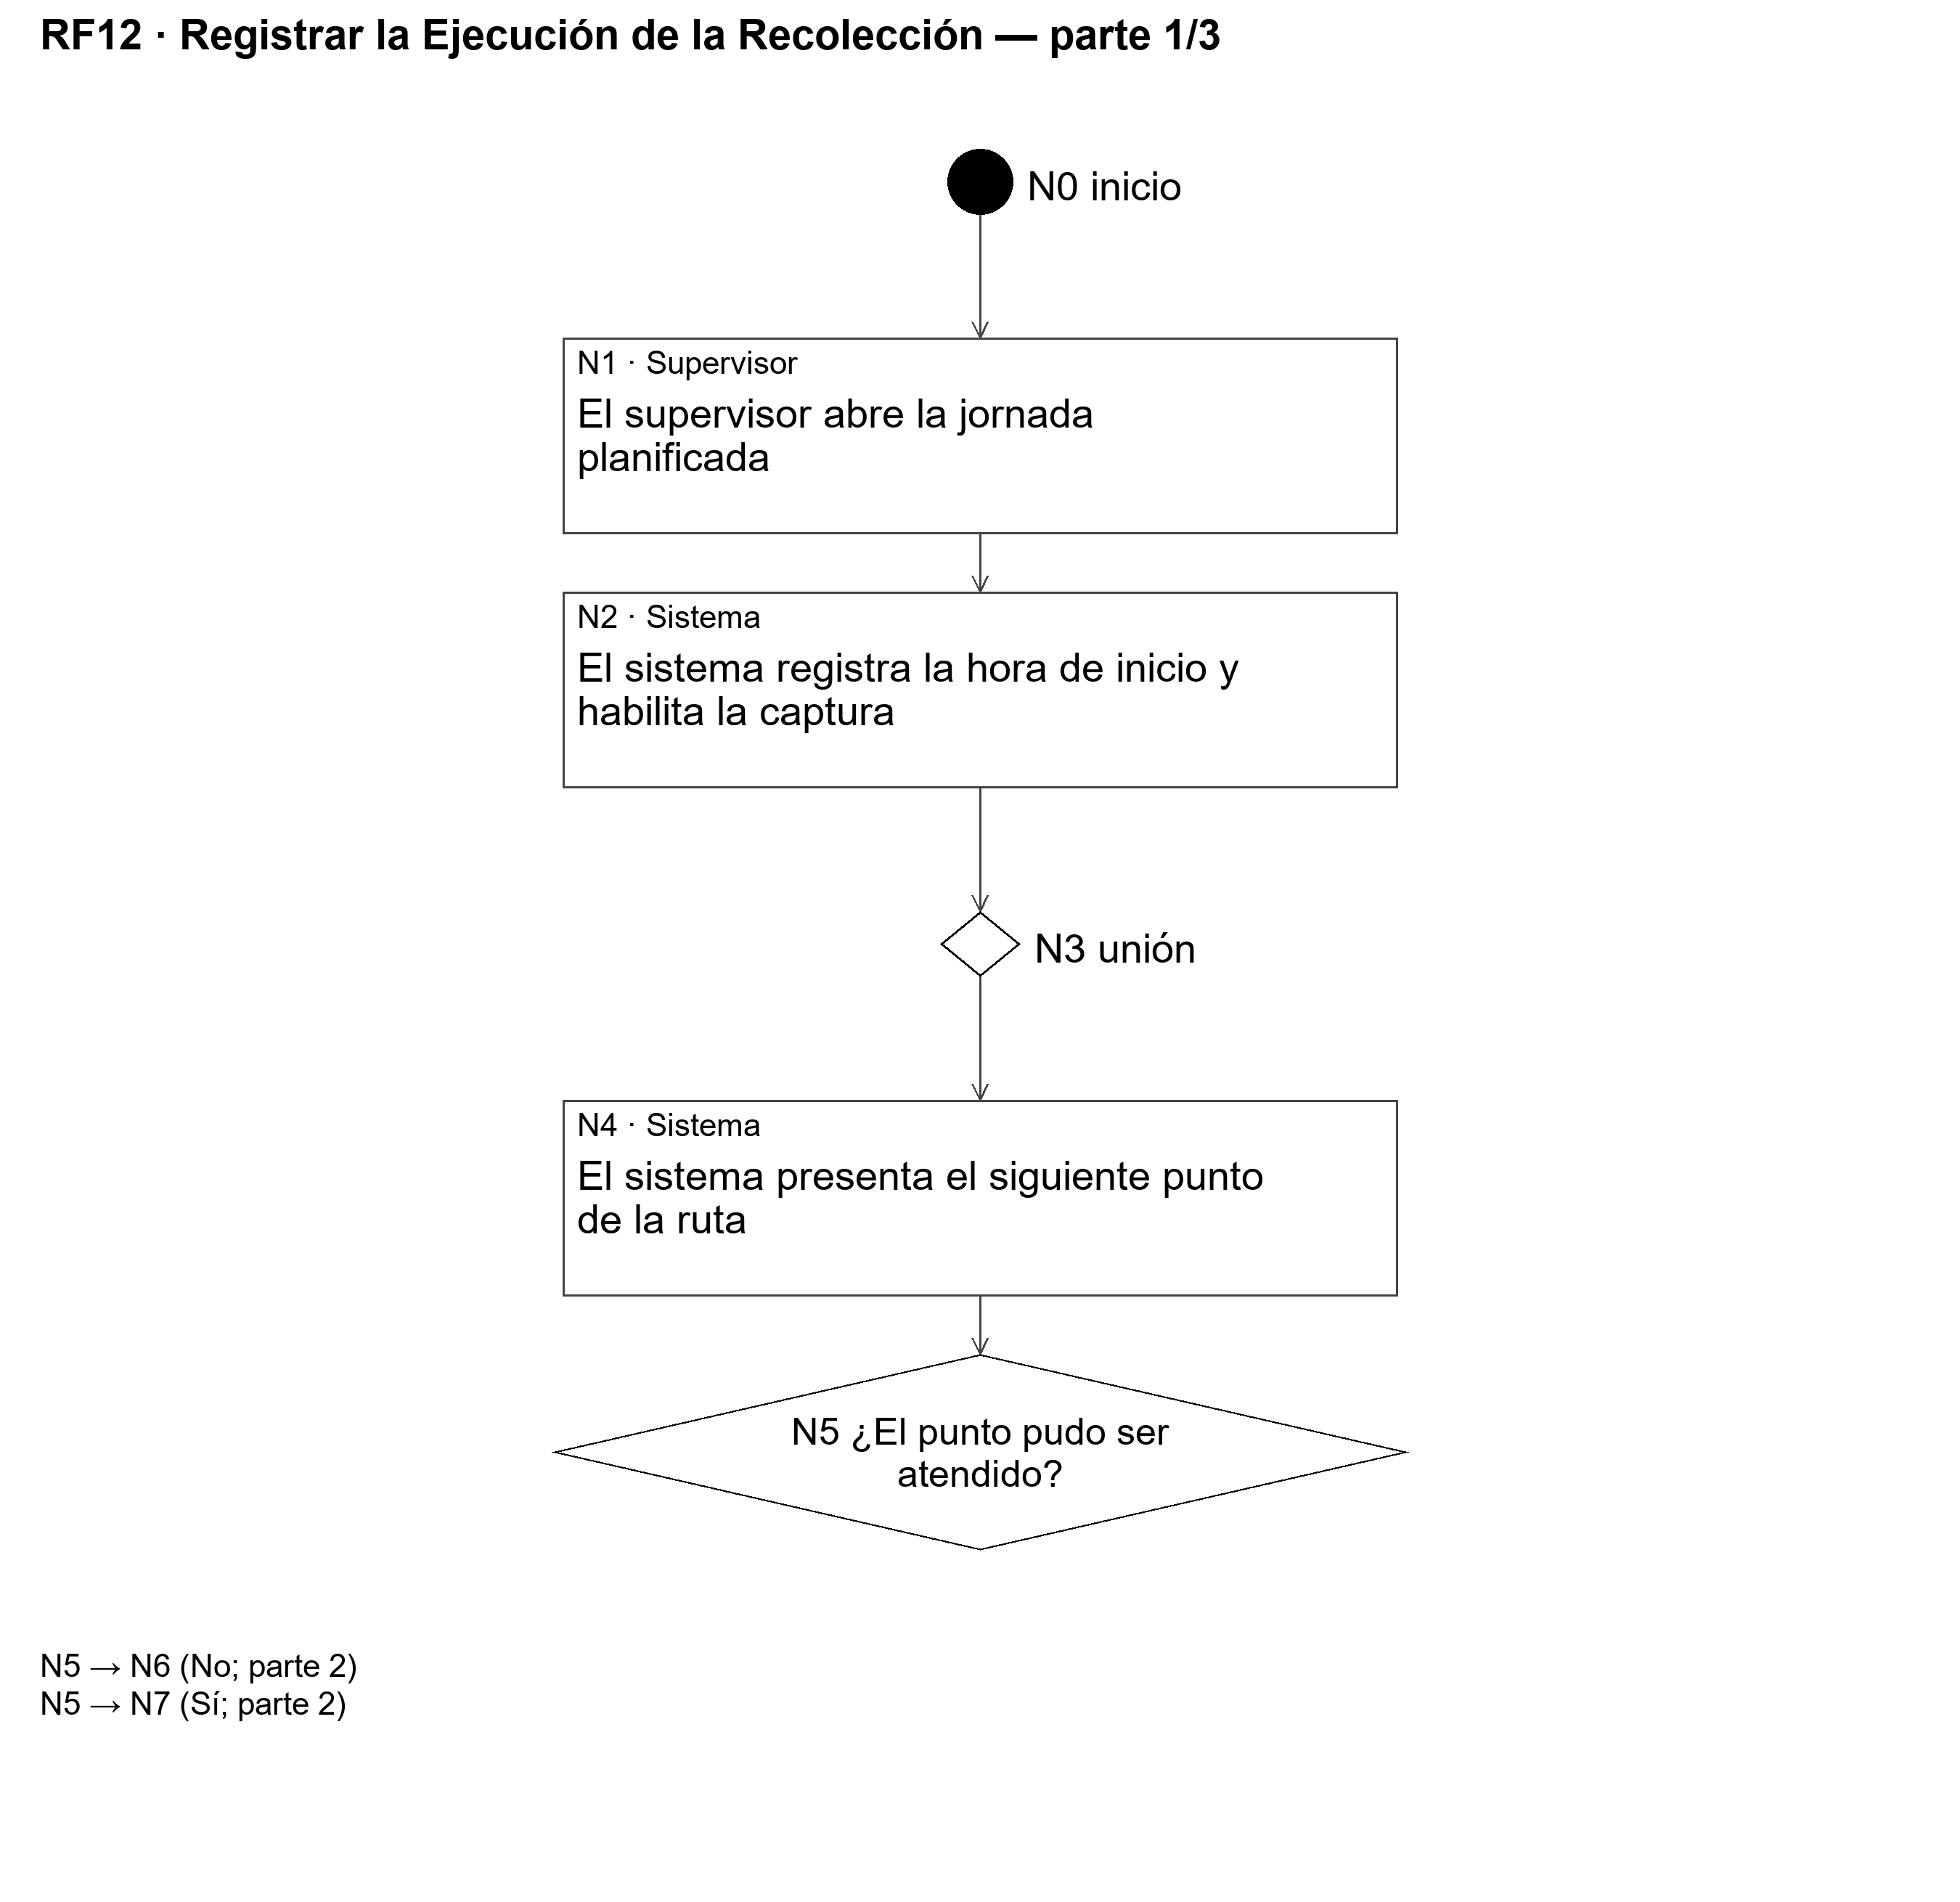 RF12 · Registrar la Ejecución de la Recolección — parte 1/3
N0 inicio
N1 · Supervisor
El supervisor abre la jornada
planificada
N2 · Sistema
El sistema registra la hora de inicio y
habilita la captura
N3 unión
N4 · Sistema
El sistema presenta el siguiente punto
de la ruta
N5 ¿El punto pudo ser
atendido?
N5 → N6 (No; parte 2)
N5 → N7 (Sí; parte 2)